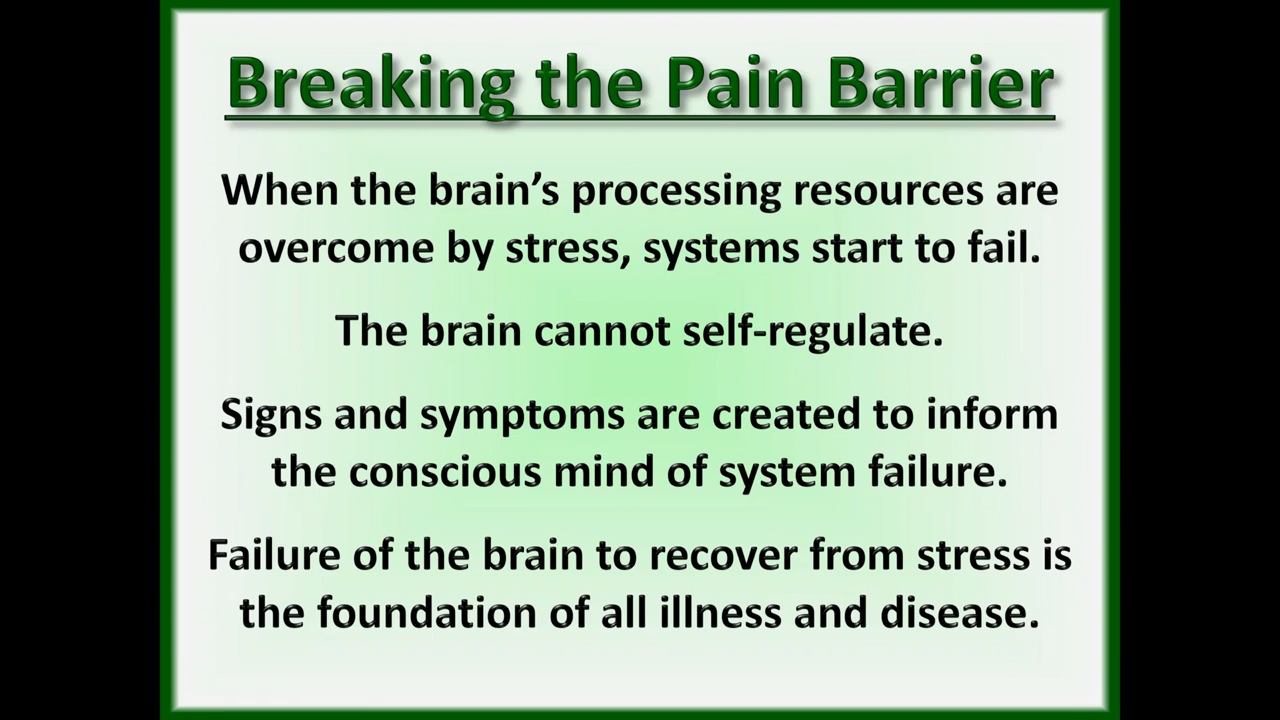 Breaking the Pain Barrier
When the brain’s processing resources are
overcome by stress, systems start to fail.
The brain cannot self-regulate.
Signs and symptoms are created to inform
the conscious mind of system failure.
Failure of the brain to recover from stress is
the foundation of all illness and disease.